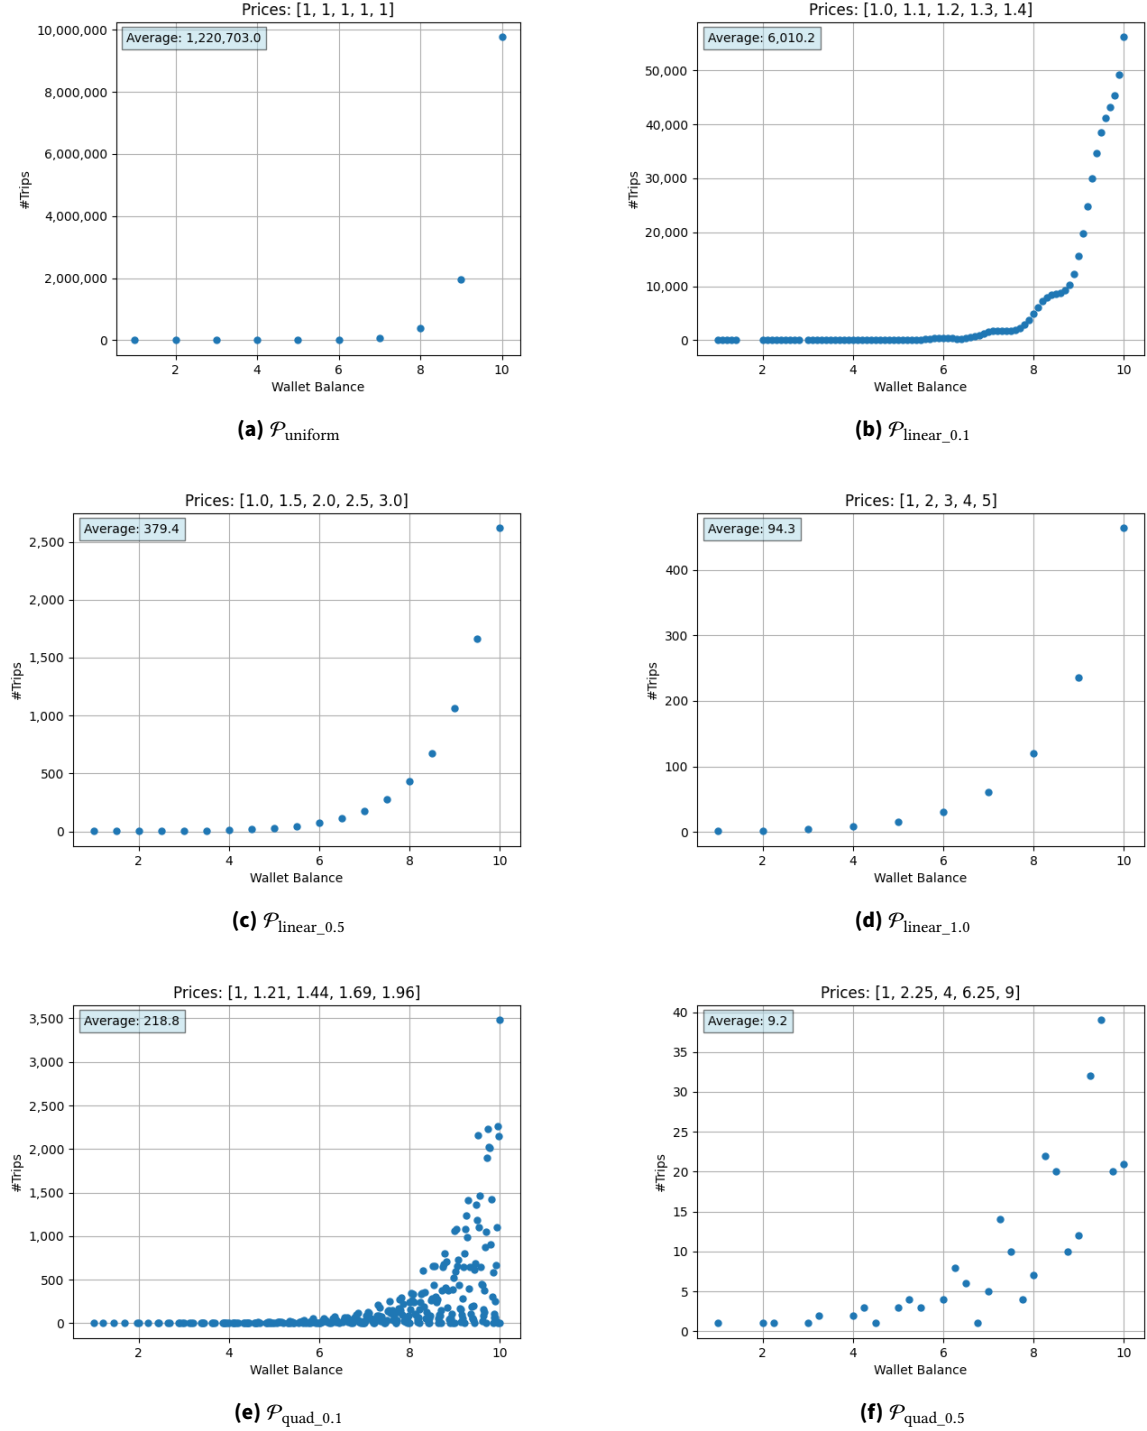 Prices: [1, 1, 1, 1, 1]
Average: 1,220,703.0
10,000,000
8,000,000
6,000,000
4,000,000
2,000,000
0
#Trips
2 4 6 8 10
Wallet Balance
(a) 𝒫uniform
Prices: [1.0, 1.1, 1.2, 1.3, 1.4]
Average: 6,010.2
50,000
40,000
30,000
20,000
10,000
0
#Trips
2 4 6 8 10
Wallet Balance
(b) 𝒫linear_0.1
Prices: [1.0, 1.5, 2.0, 2.5, 3.0]
Average: 379.4
2,500
2,000
1,500
1,000
500
0
#Trips
2 4 6 8 10
Wallet Balance
(c) 𝒫linear_0.5
Prices: [1, 2, 3, 4, 5]
Average: 94.3
400
300
200
100
0
#Trips
2 4 6 8 10
Wallet Balance
(d) 𝒫linear_1.0
Prices: [1, 1.21, 1.44, 1.69, 1.96]
Average: 218.8
3,500
3,000
2,500
2,000
1,500
1,000
500
0
#Trips
2 4 6 8 10
Wallet Balance
(e) 𝒫quad_0.1
Prices: [1, 2.25, 4, 6.25, 9]
Average: 9.2
40
35
30
25
20
15
10
5
0
#Trips
2 4 6 8 10
Wallet Balance
(f) 𝒫quad_0.5